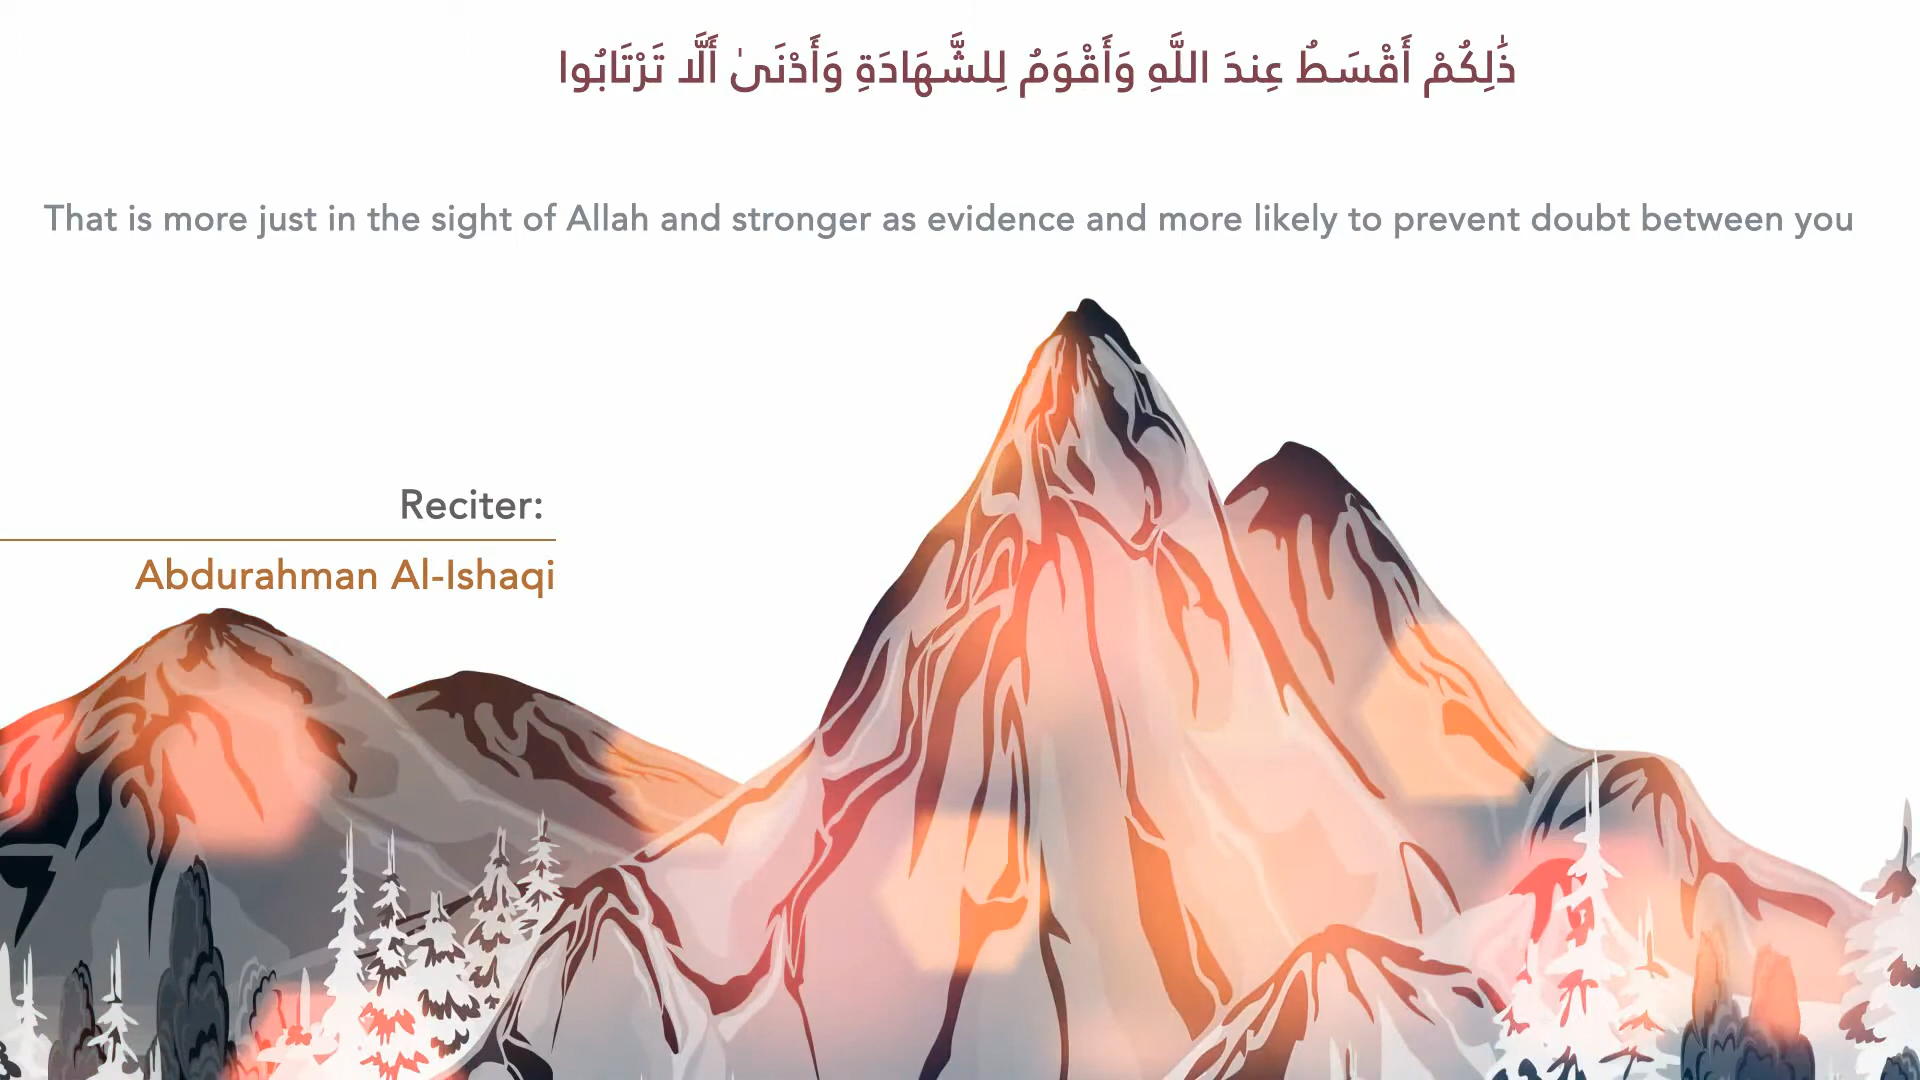 ذَٰلِكُمْ أَقْسَطُ عِندَ اللَّهِ وَأَقْوَمُ لِلشَّهَادَةِ وَأَدْنَىٰ أَلَّا تَرْتَابُوا
That is more just in the sight of Allah and stronger as evidence and more likely to prevent doubt between you
Reciter:
Abdurahman Al-Ishaqi